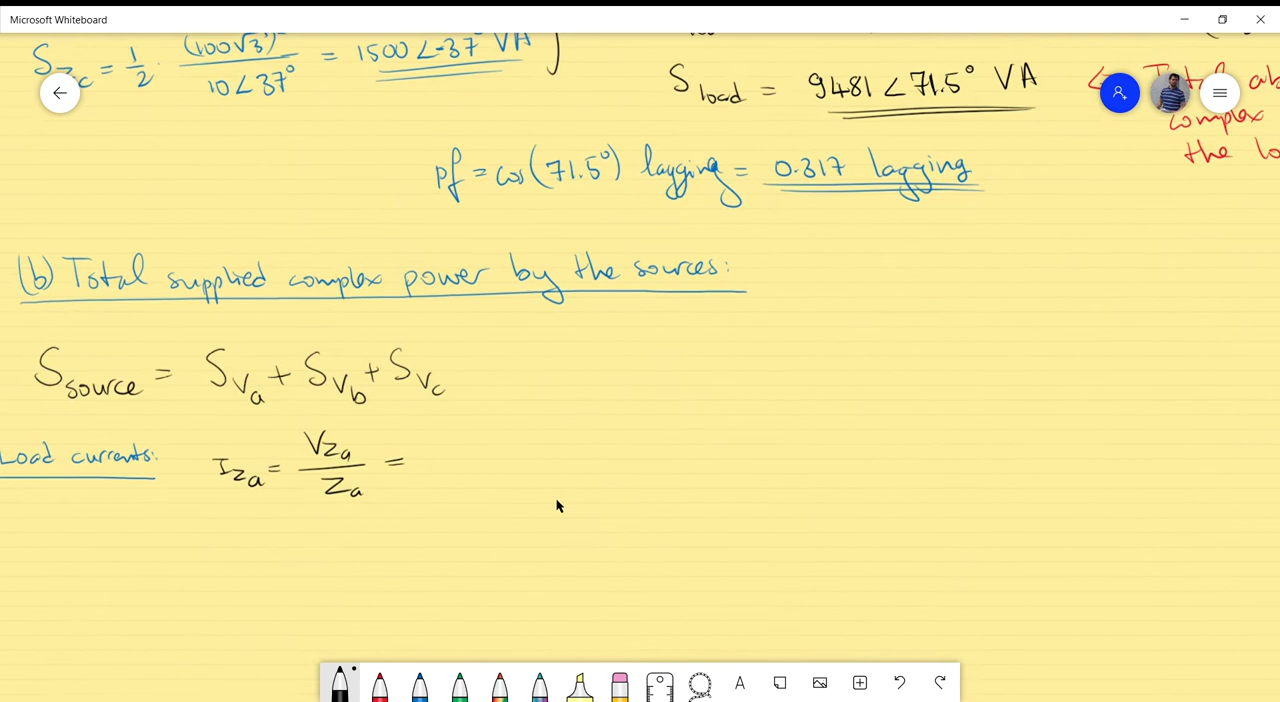 Microsoft Whiteboard
S_Zc = 1/2 · (100√3)² / 10∠37° = 1500∠-37° VA
S_load = 9481∠71.5° VA
complex
the
pf = cos(71.5°) lagging = 0.317 lagging
(b) Total supplied complex power by the sources:
S_source = S_Va + S_Vb + S_Vc
Load currents: I_Za = V_Za / Z_a =
A